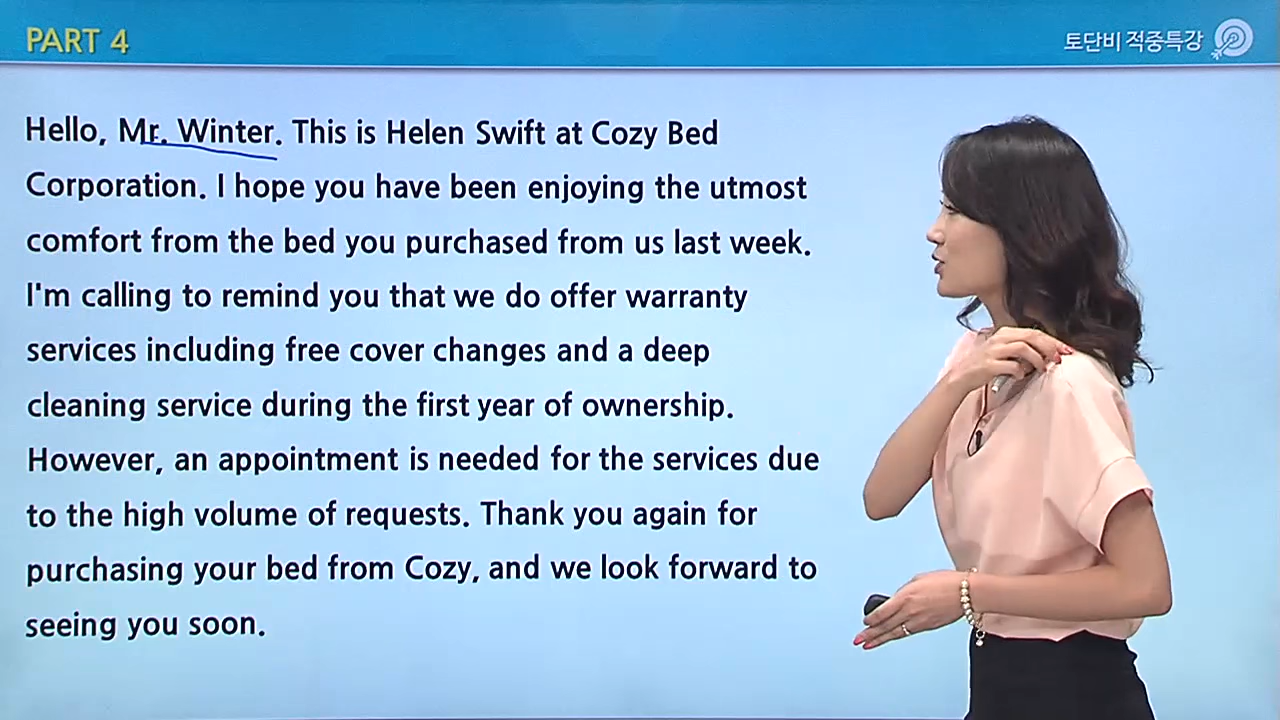 PART 4
토단비 적중특강
Hello, Mr. Winter. This is Helen Swift at Cozy Bed
Corporation. I hope you have been enjoying the utmost
comfort from the bed you purchased from us last week.
I'm calling to remind you that we do offer warranty
services including free cover changes and a deep
cleaning service during the first year of ownership.
However, an appointment is needed for the services due
to the high volume of requests. Thank you again for
purchasing your bed from Cozy, and we look forward to
seeing you soon.